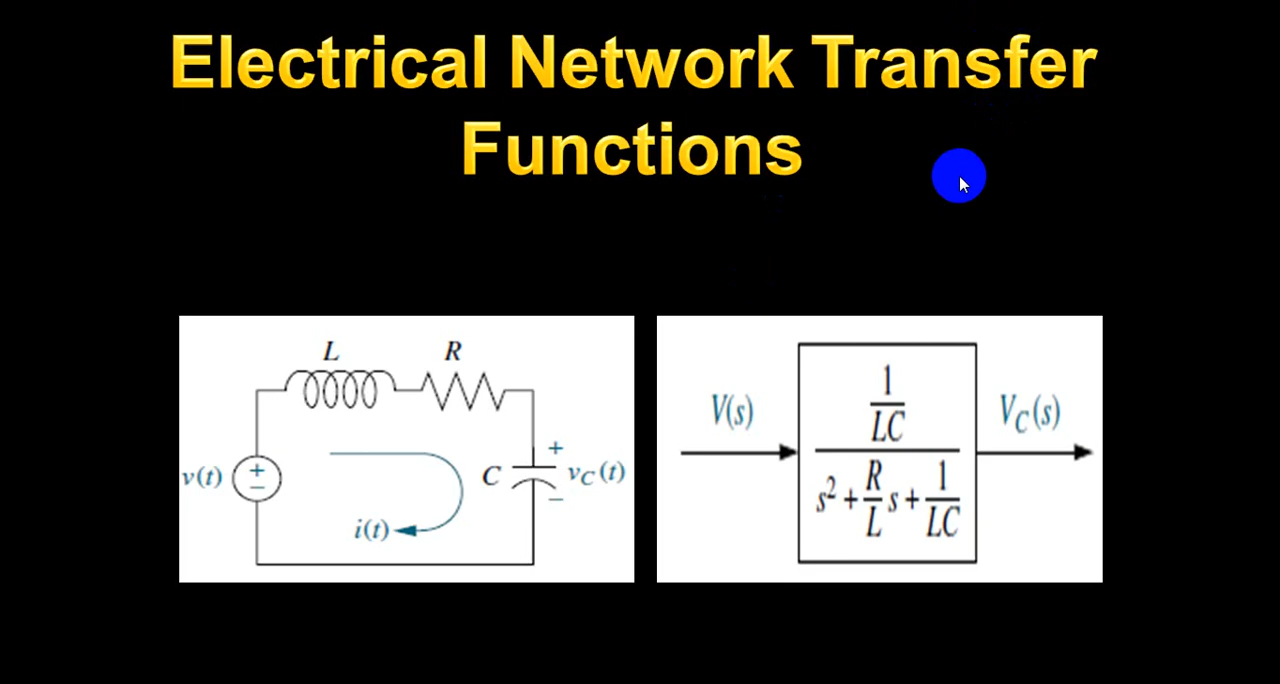 Electrical Network Transfer
Functions
L R
v(t) + − i(t) C + vC(t) −
V(s) 1/LC / s² + R/L s + 1/LC VC(s)